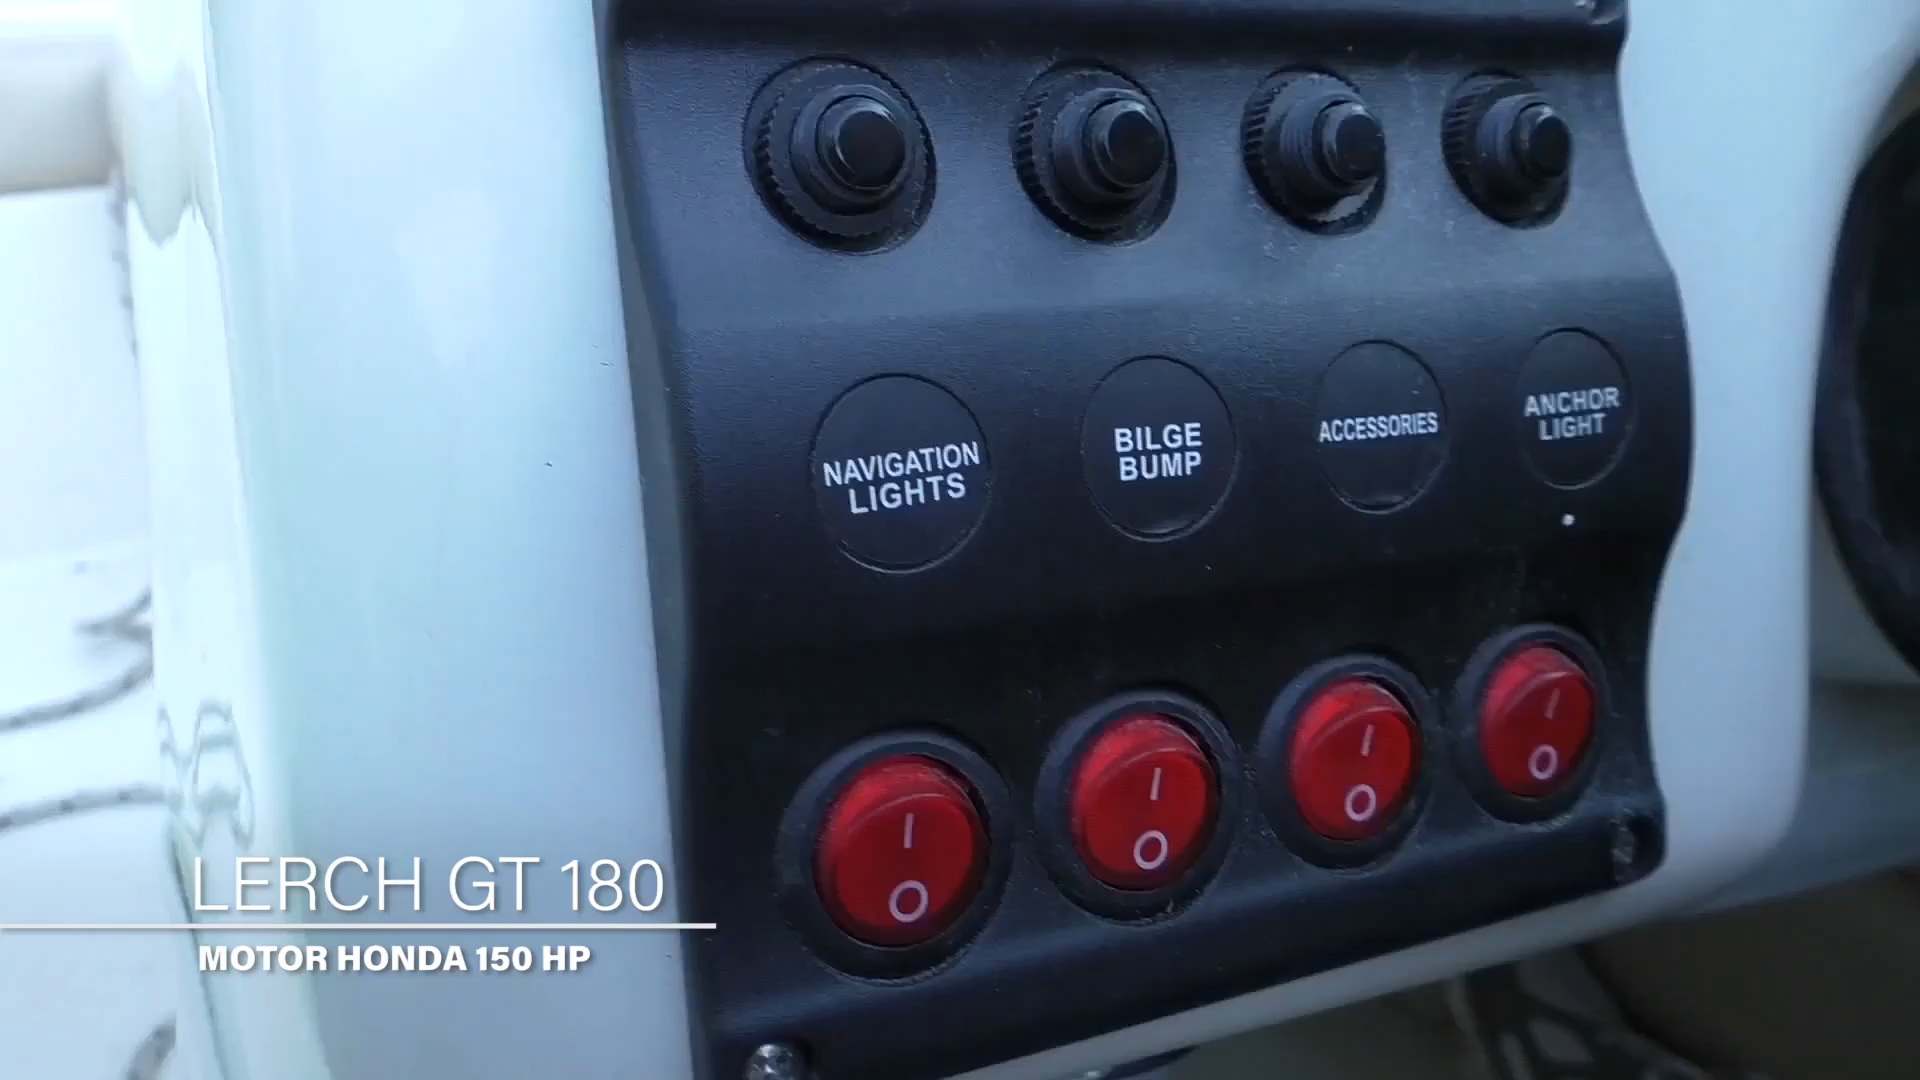 NAVIGATION
LIGHTS
BILGE
BUMP
ACCESSORIES
ANCHOR
LIGHT
I
O
I
O
I
O
I
O
LERCH GT 180
MOTOR HONDA 150 HP